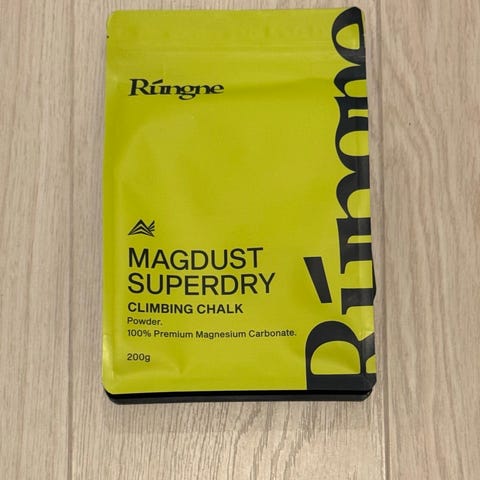 Rúngne
MAGDUST
SUPERDRY
CLIMBING CHALK
Powder.
100% Premium Magnesium Carbonate.
200g
Rúngne